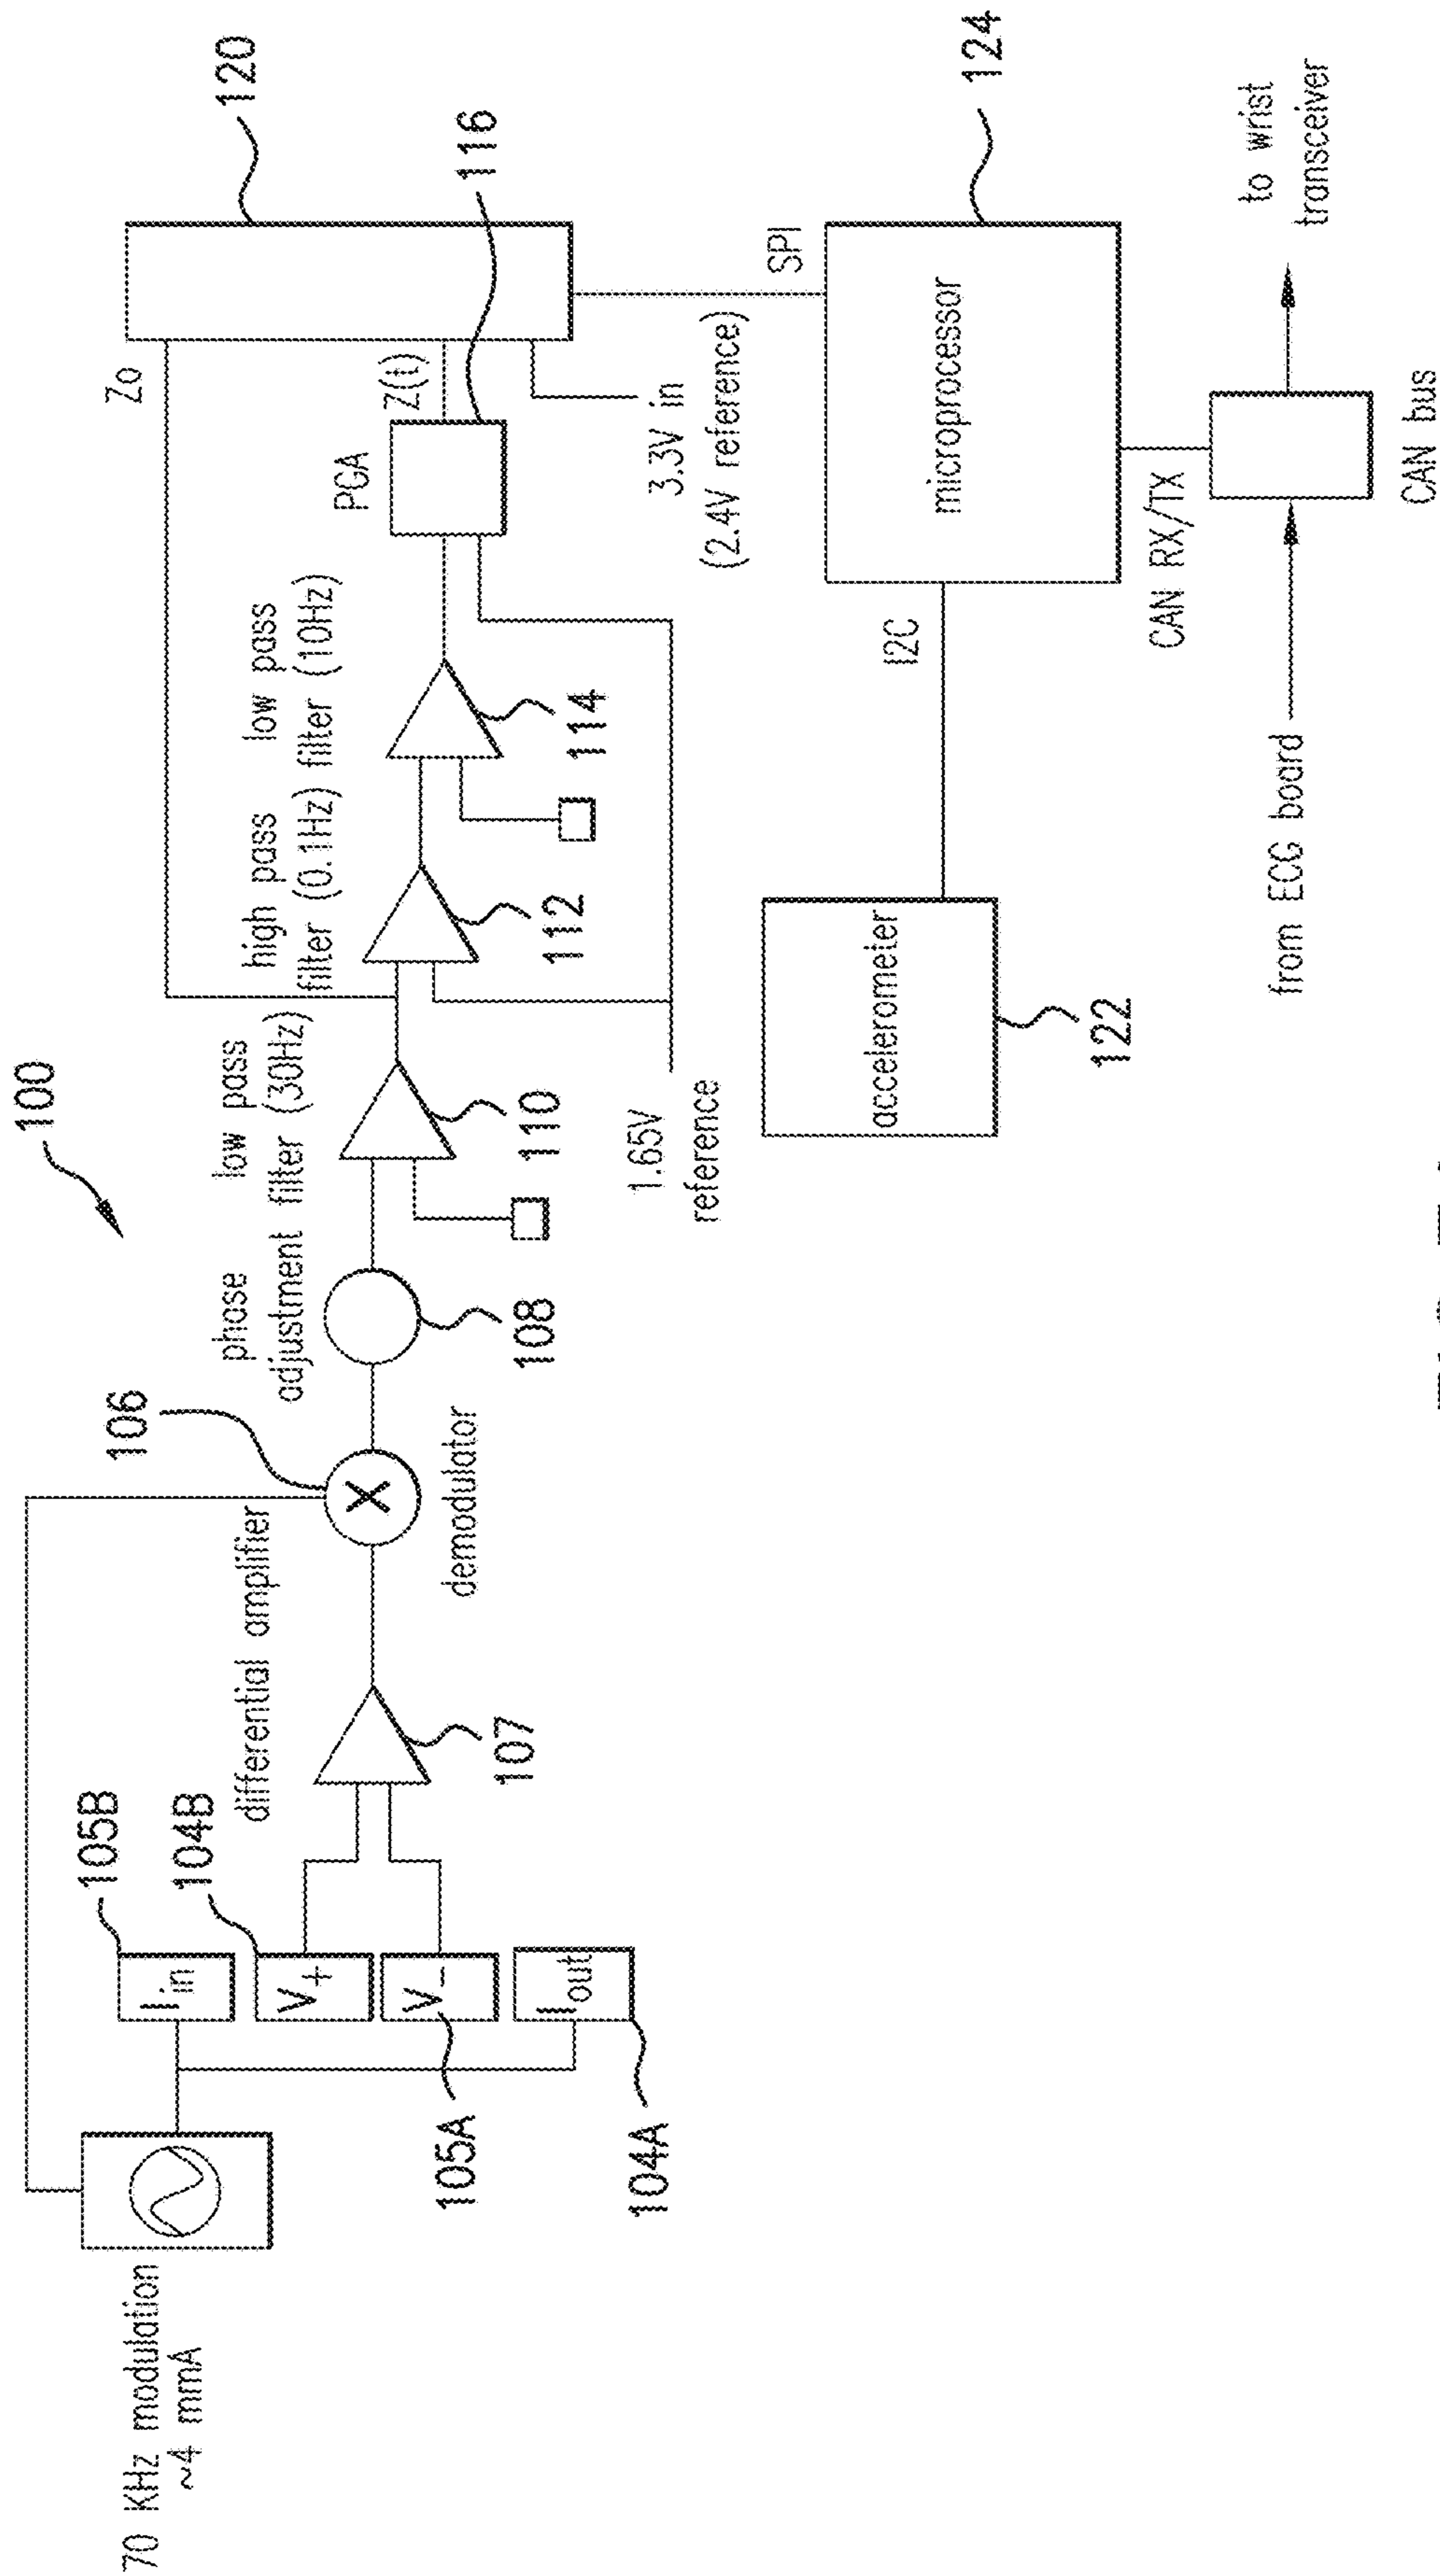 100
70 KHz modulation
~4 mmA
105B
Iin
104B
V+
V−
105A
Iout
104A
differential amplifier
107
106
demodulator
phase
adjustment
108
low pass
filter (30Hz)
110
high pass
filter (0.1Hz)
112
low pass
filter (10Hz)
114
1.65V
reference
PGA
116
Zo
Z(t)
120
3.3V in
(2.4V reference)
SPI
accelerometer
122
I2C
microprocessor
124
CAN RX/TX
from ECG board
CAN bus
to wrist
transceiver